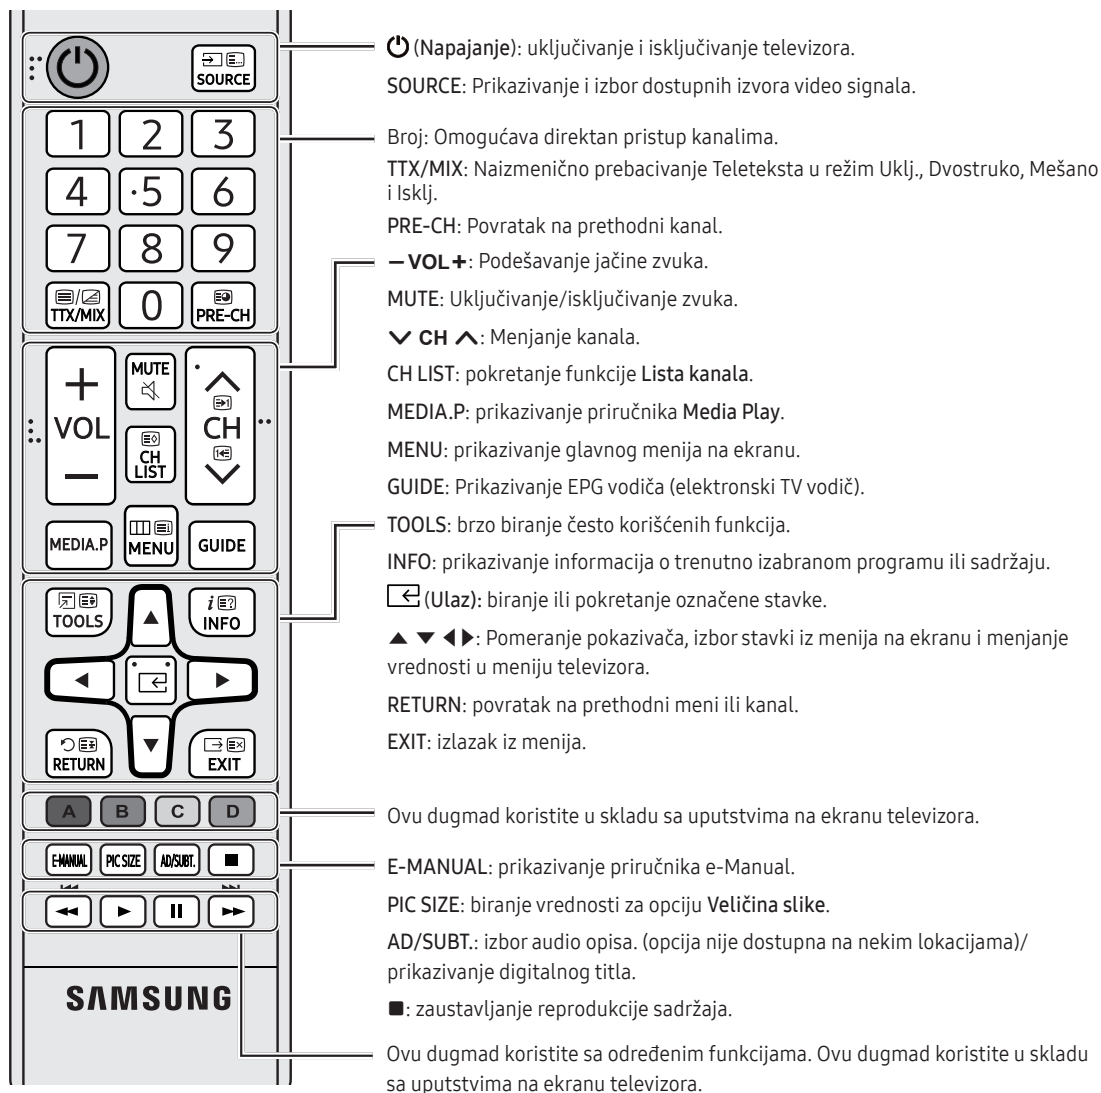 SOURCE
1 2 3
4 ·5 6
7 8 9
TTX/MIX 0 PRE-CH
+ VOL −
MUTE
CH
CH LIST
MEDIA.P MENU GUIDE
TOOLS INFO
RETURN EXIT
A B C D
E-MANUAL PIC SIZE AD/SUBT.
SAMSUNG
(Napajanje): uključivanje i isključivanje televizora.
SOURCE: Prikazivanje i izbor dostupnih izvora video signala.
Broj: Omogućava direktan pristup kanalima.
TTX/MIX: Naizmenično prebacivanje Teleteksta u režim Uklj., Dvostruko, Mešano
i Isklj.
PRE-CH: Povratak na prethodni kanal.
− VOL +: Podešavanje jačine zvuka.
MUTE: Uključivanje/isključivanje zvuka.
CH : Menjanje kanala.
CH LIST: pokretanje funkcije Lista kanala.
MEDIA.P: prikazivanje priručnika Media Play.
MENU: prikazivanje glavnog menija na ekranu.
GUIDE: Prikazivanje EPG vodiča (elektronski TV vodič).
TOOLS: brzo biranje često korišćenih funkcija.
INFO: prikazivanje informacija o trenutno izabranom programu ili sadržaju.
(Ulaz): biranje ili pokretanje označene stavke.
▲ ▼ ◀ ▶: Pomeranje pokazivača, izbor stavki iz menija na ekranu i menjanje
vrednosti u meniju televizora.
RETURN: povratak na prethodni meni ili kanal.
EXIT: izlazak iz menija.
Ovu dugmad koristite u skladu sa uputstvima na ekranu televizora.
E-MANUAL: prikazivanje priručnika e-Manual.
PIC SIZE: biranje vrednosti za opciju Veličina slike.
AD/SUBT.: izbor audio opisa. (opcija nije dostupna na nekim lokacijama)/
prikazivanje digitalnog titla.
■: zaustavljanje reprodukcije sadržaja.
Ovu dugmad koristite sa određenim funkcijama. Ovu dugmad koristite u skladu
sa uputstvima na ekranu televizora.